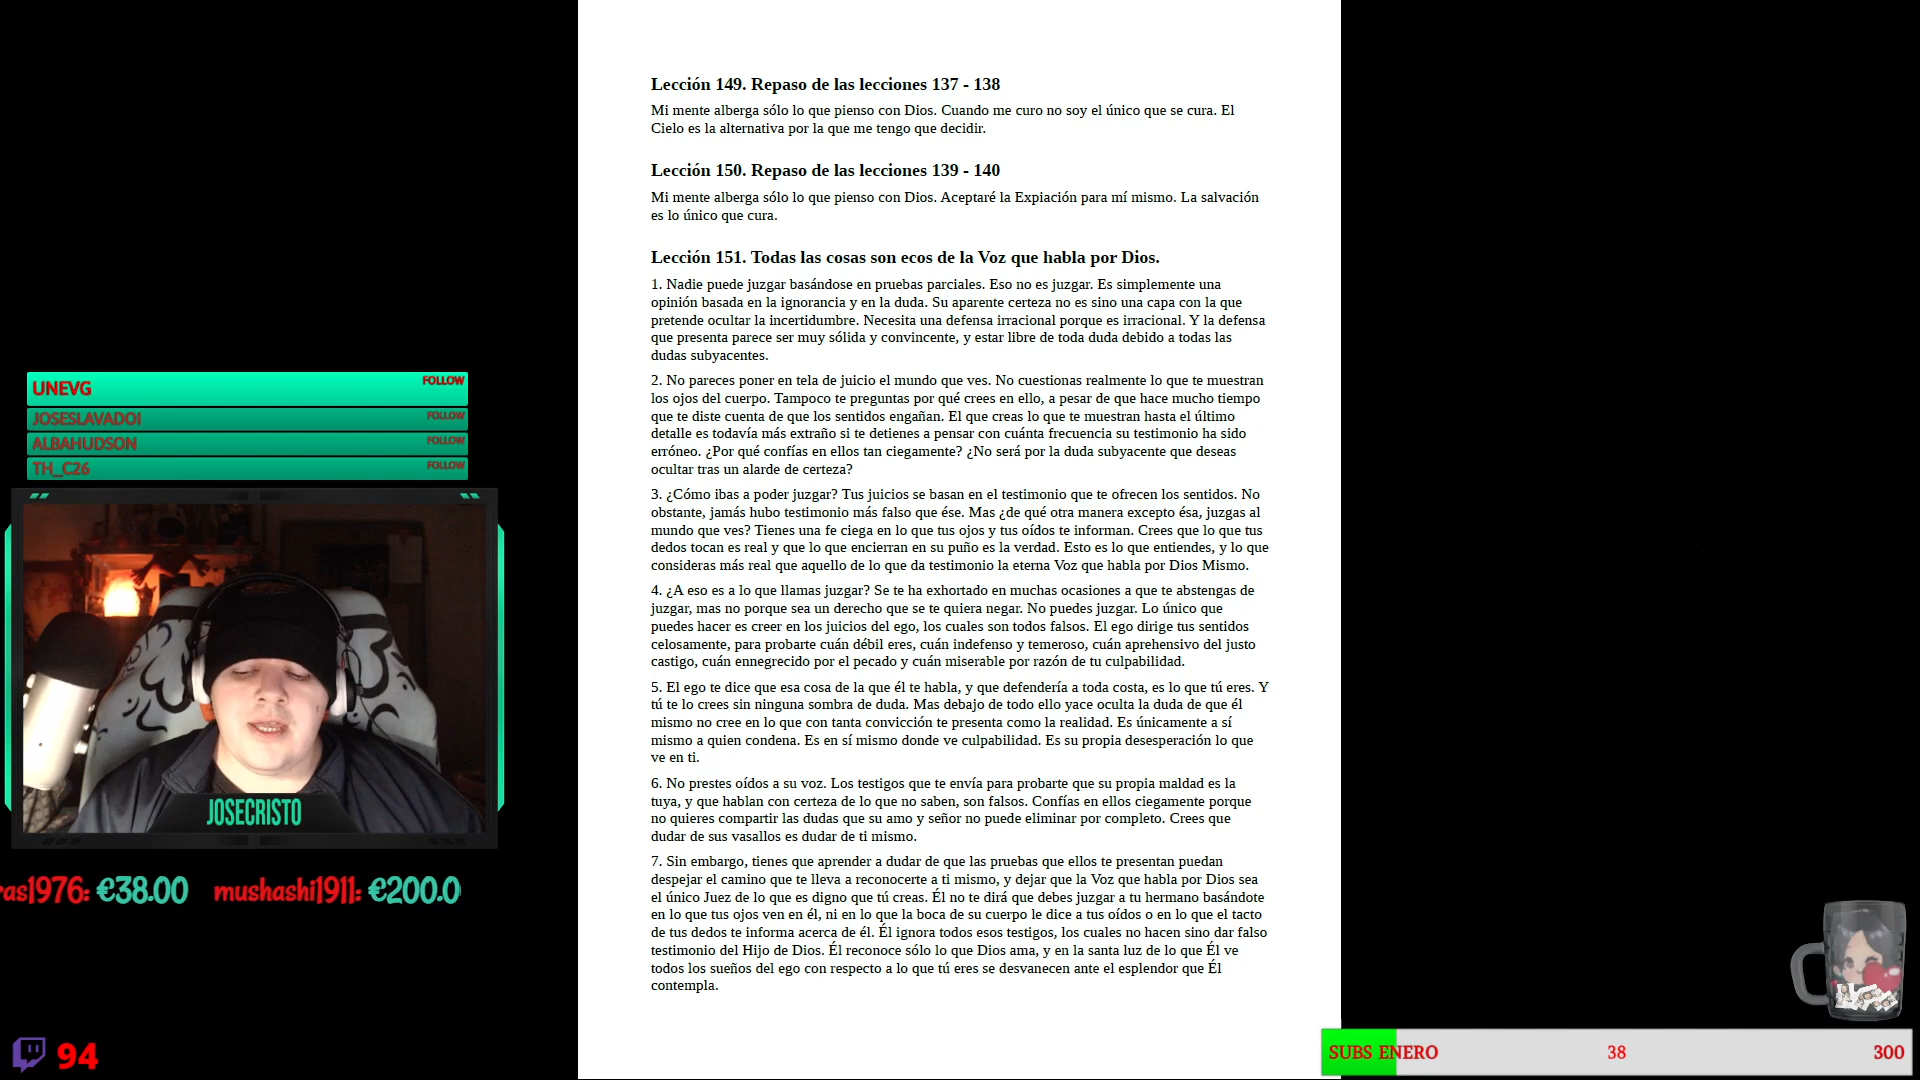 Lección 149. Repaso de las lecciones 137 - 138
Mi mente alberga sólo lo que pienso con Dios. Cuando me curo no soy el único que se cura. El
Cielo es la alternativa por la que me tengo que decidir.
Lección 150. Repaso de las lecciones 139 - 140
Mi mente alberga sólo lo que pienso con Dios. Aceptaré la Expiación para mí mismo. La salvación
es lo único que cura.
Lección 151. Todas las cosas son ecos de la Voz que habla por Dios.
1. Nadie puede juzgar basándose en pruebas parciales. Eso no es juzgar. Es simplemente una
opinión basada en la ignorancia y en la duda. Su aparente certeza no es sino una capa con la que
pretende ocultar la incertidumbre. Necesita una defensa irracional porque es irracional. Y la defensa
que presenta parece ser muy sólida y convincente, y estar libre de toda duda debido a todas las
dudas subyacentes.
2. No pareces poner en tela de juicio el mundo que ves. No cuestionas realmente lo que te muestran
los ojos del cuerpo. Tampoco te preguntas por qué crees en ello, a pesar de que hace mucho tiempo
que te diste cuenta de que los sentidos engañan. El que creas lo que te muestran hasta el último
detalle es todavía más extraño si te detienes a pensar con cuánta frecuencia su testimonio ha sido
erróneo. ¿Por qué confías en ellos tan ciegamente? ¿No será por la duda subyacente que deseas
ocultar tras un alarde de certeza?
3. ¿Cómo ibas a poder juzgar? Tus juicios se basan en el testimonio que te ofrecen los sentidos. No
obstante, jamás hubo testimonio más falso que ése. Mas ¿de qué otra manera excepto ésa, juzgas al
mundo que ves? Tienes una fe ciega en lo que tus ojos y tus oídos te informan. Crees que lo que tus
dedos tocan es real y que lo que encierran en su puño es la verdad. Esto es lo que entiendes, y lo que
consideras más real que aquello de lo que da testimonio la eterna Voz que habla por Dios Mismo.
4. ¿A eso es a lo que llamas juzgar? Se te ha exhortado en muchas ocasiones a que te abstengas de
juzgar, mas no porque sea un derecho que se te quiera negar. No puedes juzgar. Lo único que
puedes hacer es creer en los juicios del ego, los cuales son todos falsos. El ego dirige tus sentidos
celosamente, para probarte cuán débil eres, cuán indefenso y temeroso, cuán aprehensivo del justo
castigo, cuán ennegrecido por el pecado y cuán miserable por razón de tu culpabilidad.
5. El ego te dice que esa cosa de la que él te habla, y que defendería a toda costa, es lo que tú eres. Y
tú te lo crees sin ninguna sombra de duda. Mas debajo de todo ello yace oculta la duda de que él
mismo no cree en lo que con tanta convicción te presenta como la realidad. Es únicamente a sí
mismo a quien condena. Es en sí mismo donde ve culpabilidad. Es su propia desesperación lo que
ve en ti.
6. No prestes oídos a su voz. Los testigos que te envía para probarte que su propia maldad es la
tuya, y que hablan con certeza de lo que no saben, son falsos. Confías en ellos ciegamente porque
no quieres compartir las dudas que su amo y señor no puede eliminar por completo. Crees que
dudar de sus vasallos es dudar de ti mismo.
7. Sin embargo, tienes que aprender a dudar de que las pruebas que ellos te presentan puedan
despejar el camino que te lleva a reconocerte a ti mismo, y dejar que la Voz que habla por Dios sea
el único Juez de lo que es digno que tú creas. Él no te dirá que debes juzgar a tu hermano basándote
en lo que tus ojos ven en él, ni en lo que la boca de su cuerpo le dice a tus oídos o en lo que el tacto
de tus dedos te informa acerca de él. Él ignora todos esos testigos, los cuales no hacen sino dar falso
testimonio del Hijo de Dios. Él reconoce sólo lo que Dios ama, y en la santa luz de lo que Él ve
todos los sueños del ego con respecto a lo que tú eres se desvanecen ante el esplendor que Él
contempla.
UNEVG FOLLOW
JOSESLAVADOI FOLLOW
ALBAHUDSON FOLLOW
TH_C26 FOLLOW
JOSECRISTO
ras1976: €38.00 mushashi1911: €200.0
94
SUBS ENERO 38 300